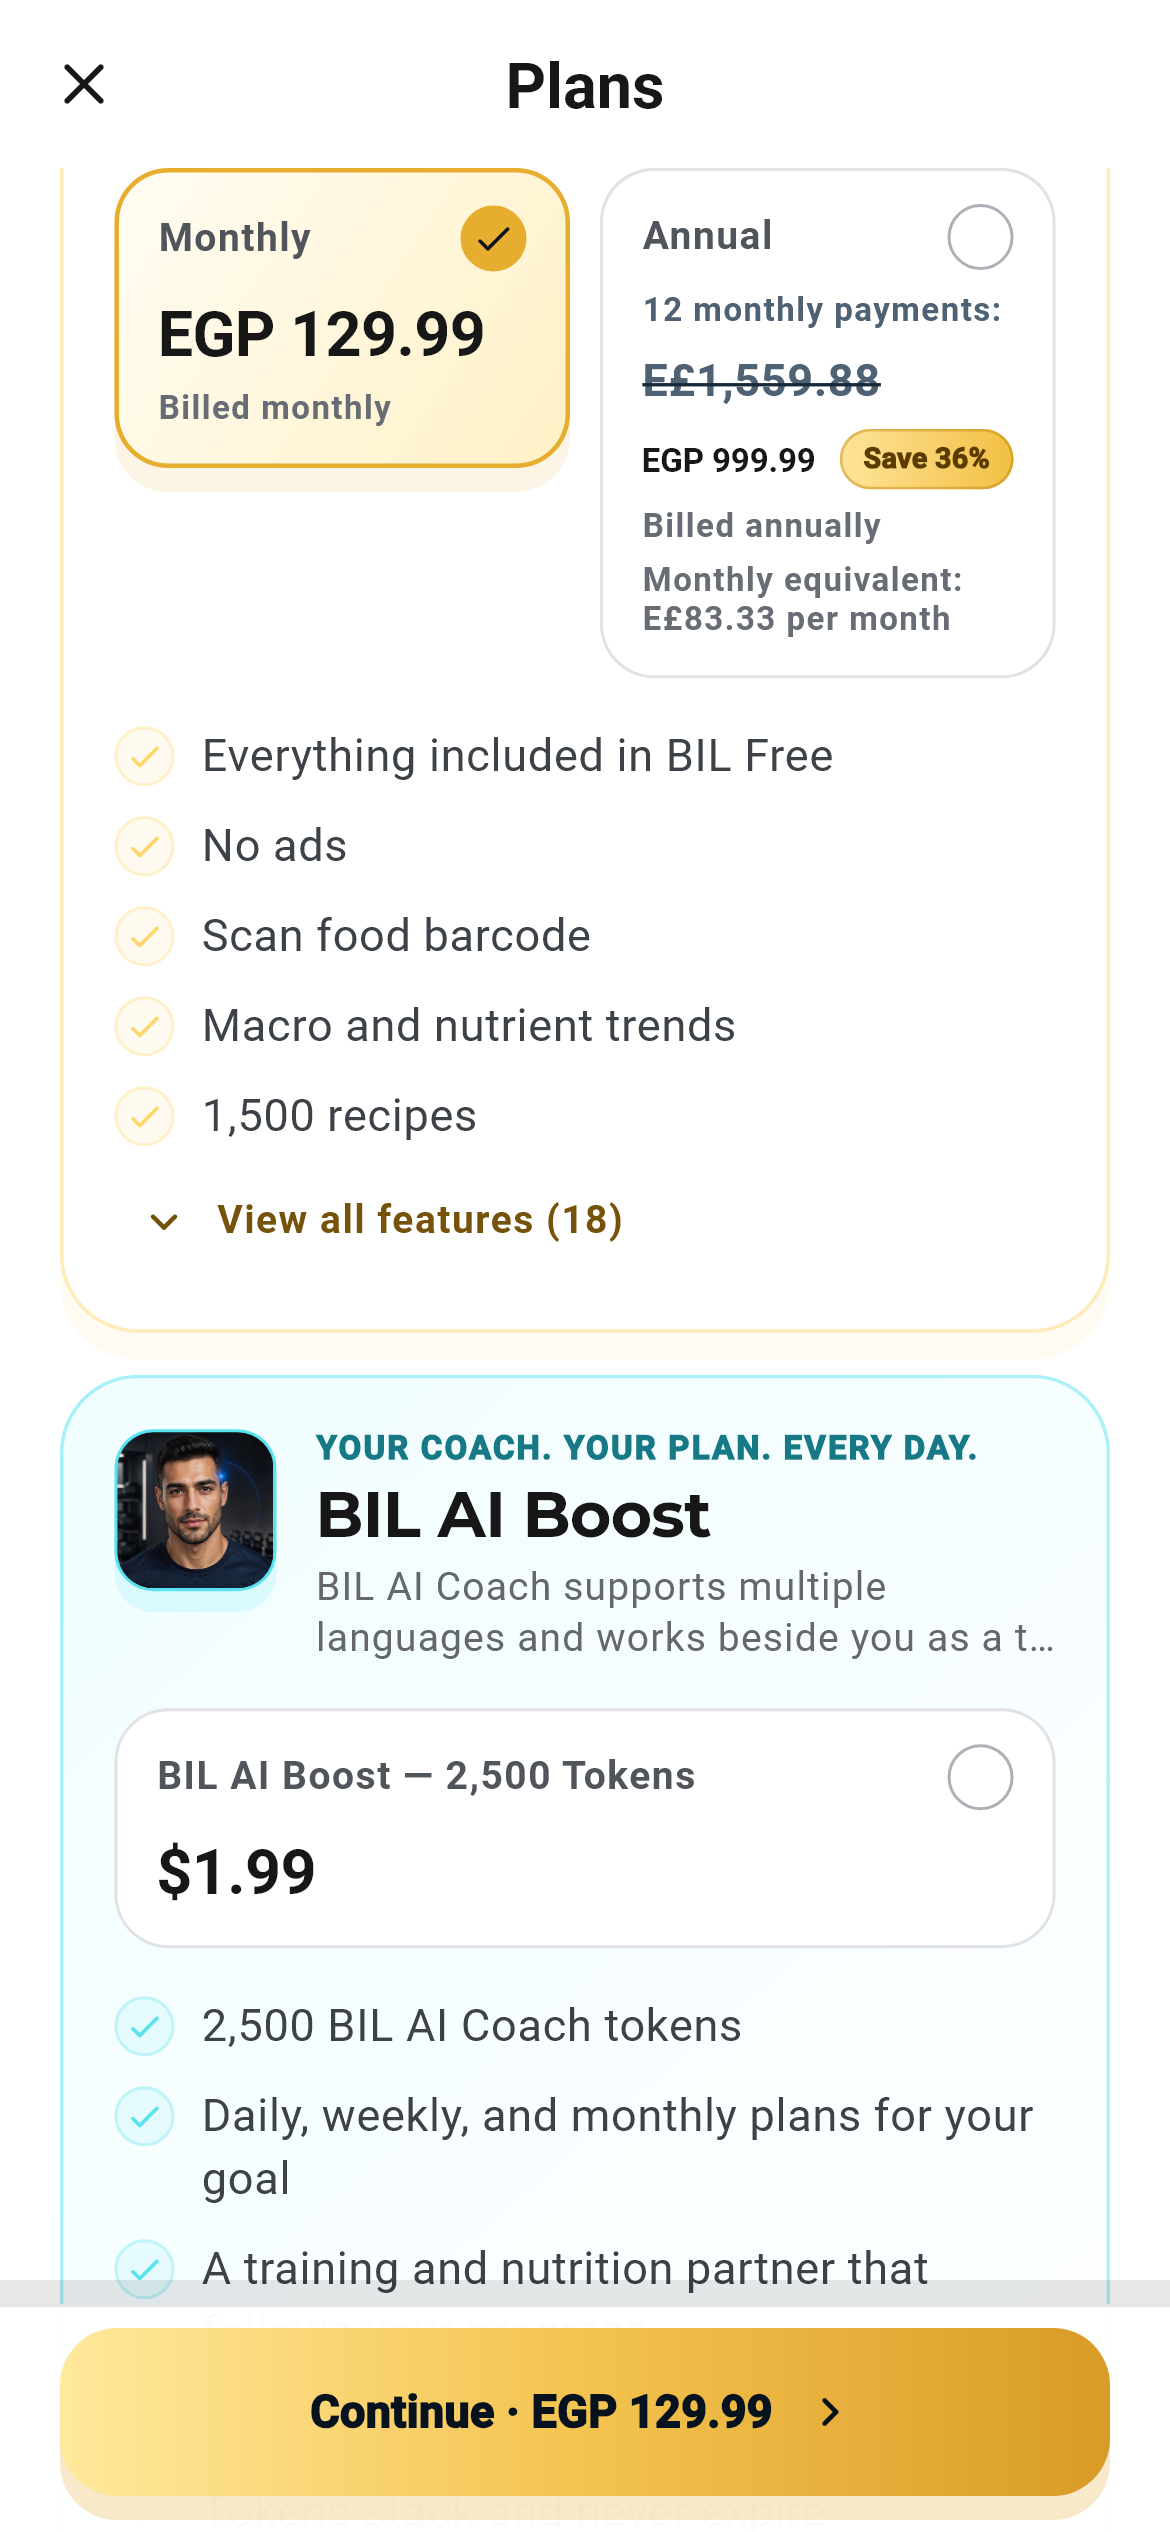 Plans
Monthly
EGP 129.99
Billed monthly
Annual
12 monthly payments:
E£1,559.88
EGP 999.99
Save 36%
Billed annually
Monthly equivalent:
E£83.33 per month
Everything included in BIL Free
No ads
Scan food barcode
Macro and nutrient trends
1,500 recipes
View all features (18)
YOUR COACH. YOUR PLAN. EVERY DAY.
BIL AI Boost
BIL AI Coach supports multiple
languages and works beside you as a t…
BIL AI Boost — 2,500 Tokens
$1.99
2,500 BIL AI Coach tokens
Daily, weekly, and monthly plans for your
goal
A training and nutrition partner that
Continue · EGP 129.99
Tokens stack and never expire